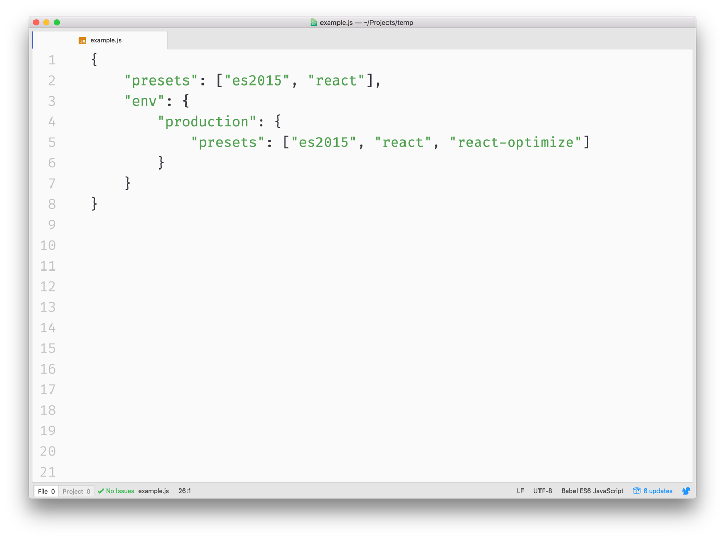 example.js — ~/Projects/temp
example.js
1 {
2 "presets": ["es2015", "react"],
3 "env": {
4 "production": {
5 "presets": ["es2015", "react", "react-optimize"]
6 }
7 }
8 }
9
10
11
12
13
14
15
16
17
18
19
20
21
File 0 Project 0 No Issues example.js 26:1 LF UTF-8 Babel ES6 JavaScript 8 updates